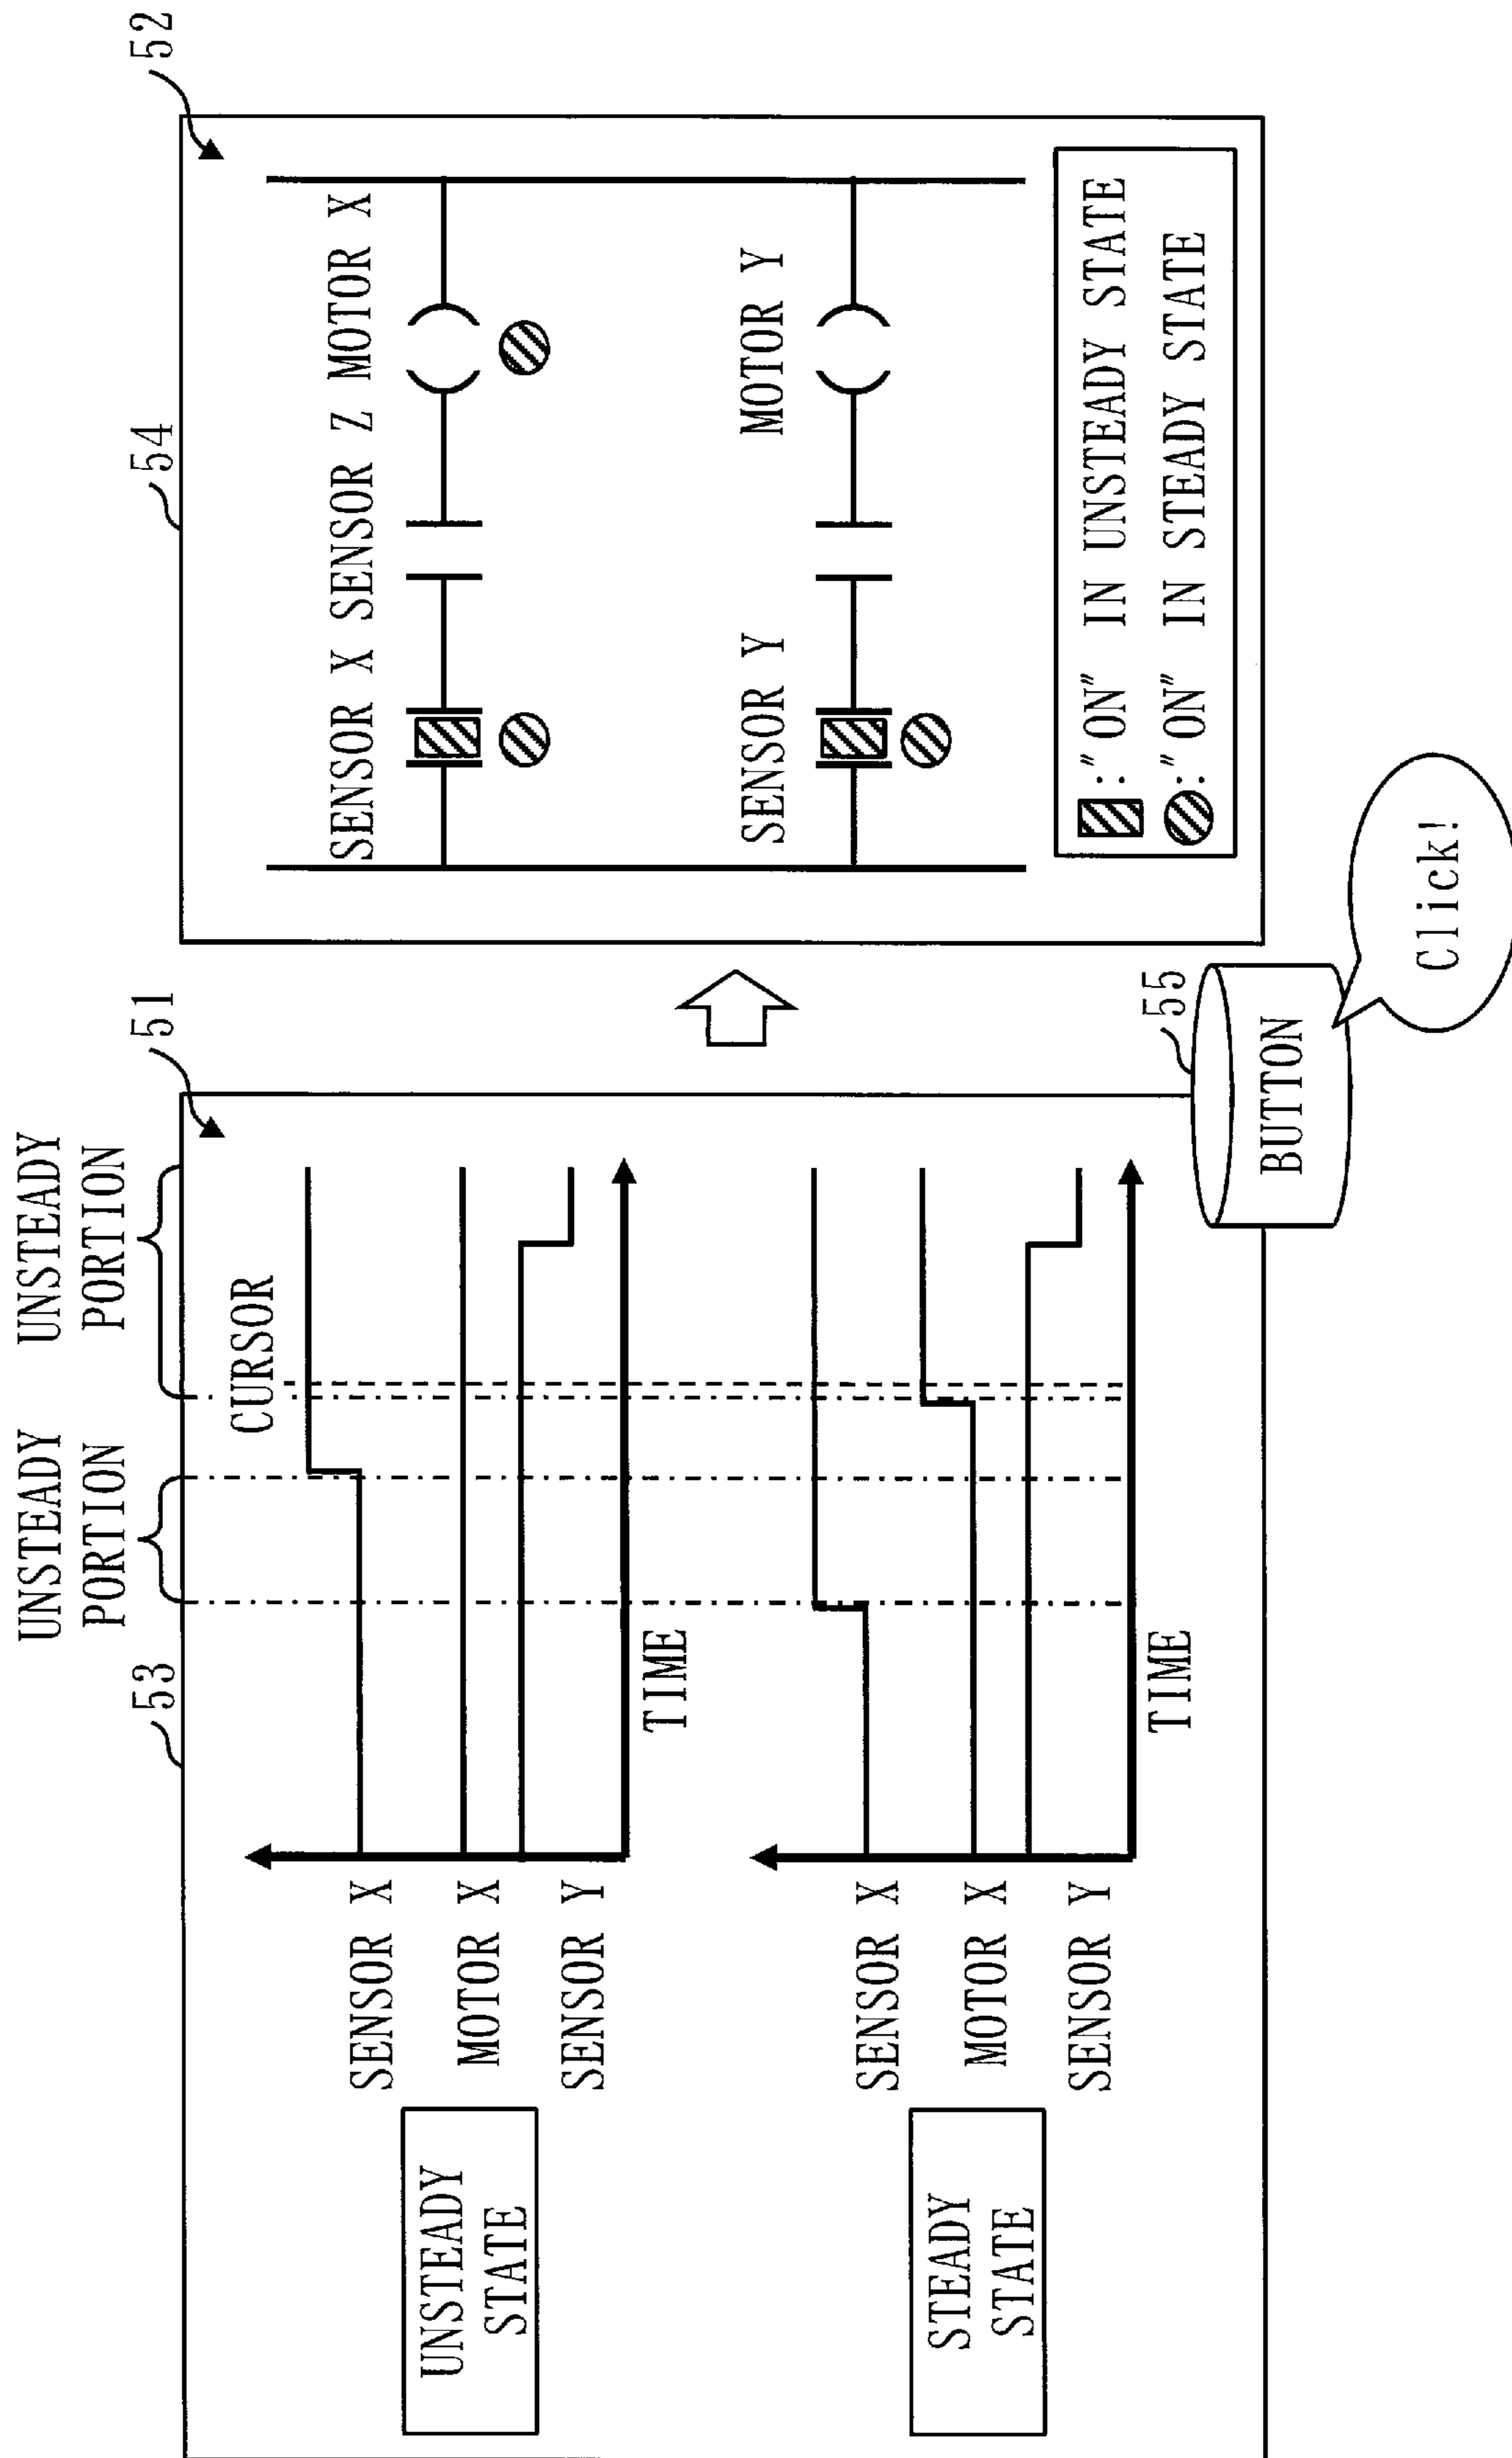 UNSTEADY
PORTION
UNSTEADY
PORTION
53
51
CURSOR
UNSTEADY
STATE
SENSOR X
MOTOR X
SENSOR Y
TIME
STEADY
STATE
SENSOR X
MOTOR X
SENSOR Y
TIME
55
BUTTON
Click!
54
52
SENSOR X SENSOR Z MOTOR X
SENSOR Y MOTOR Y
:"ON" IN UNSTEADY STATE
:"ON" IN STEADY STATE